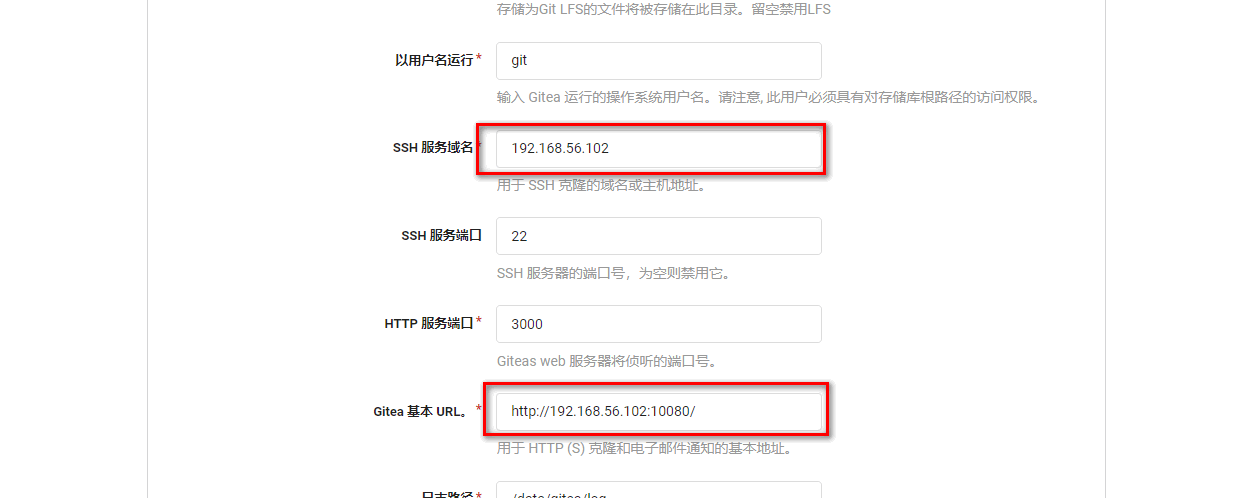 存储为Git LFS的文件将被存储在此目录。留空禁用LFS
以用户名运行*
git
输入 Gitea 运行的操作系统用户名。请注意, 此用户必须具有对存储库根路径的访问权限。
SSH 服务域名*
192.168.56.102
用于 SSH 克隆的域名或主机地址。
SSH 服务端口
22
SSH 服务器的端口号，为空则禁用它。
HTTP 服务端口*
3000
Giteas web 服务器将侦听的端口号。
Gitea 基本 URL。*
http://192.168.56.102:10080/
用于 HTTP (S) 克隆和电子邮件通知的基本地址。
日志路径*
/data/gitea/log